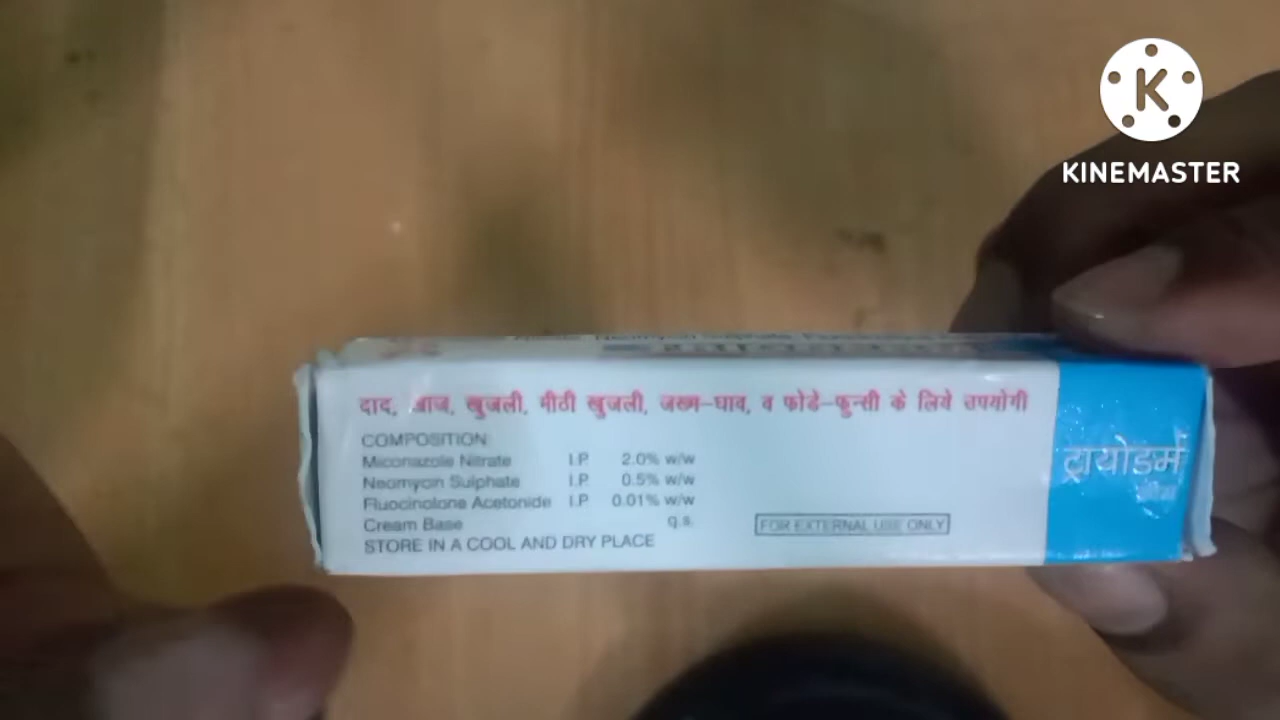 KINEMASTER
दाद, खाज, खुजली, मीठी खुजली, जख्म-घाव, व फोडे-फुन्सी के लिये उपयोगी
COMPOSITION:
Miconazole Nitrate I.P. 2.0% w/w
Neomycin Sulphate I.P. 0.5% w/w
Fluocinolone Acetonide I.P. 0.01% w/w
Cream Base q.s.
STORE IN A COOL AND DRY PLACE
FOR EXTERNAL USE ONLY
ट्रायोडर्म